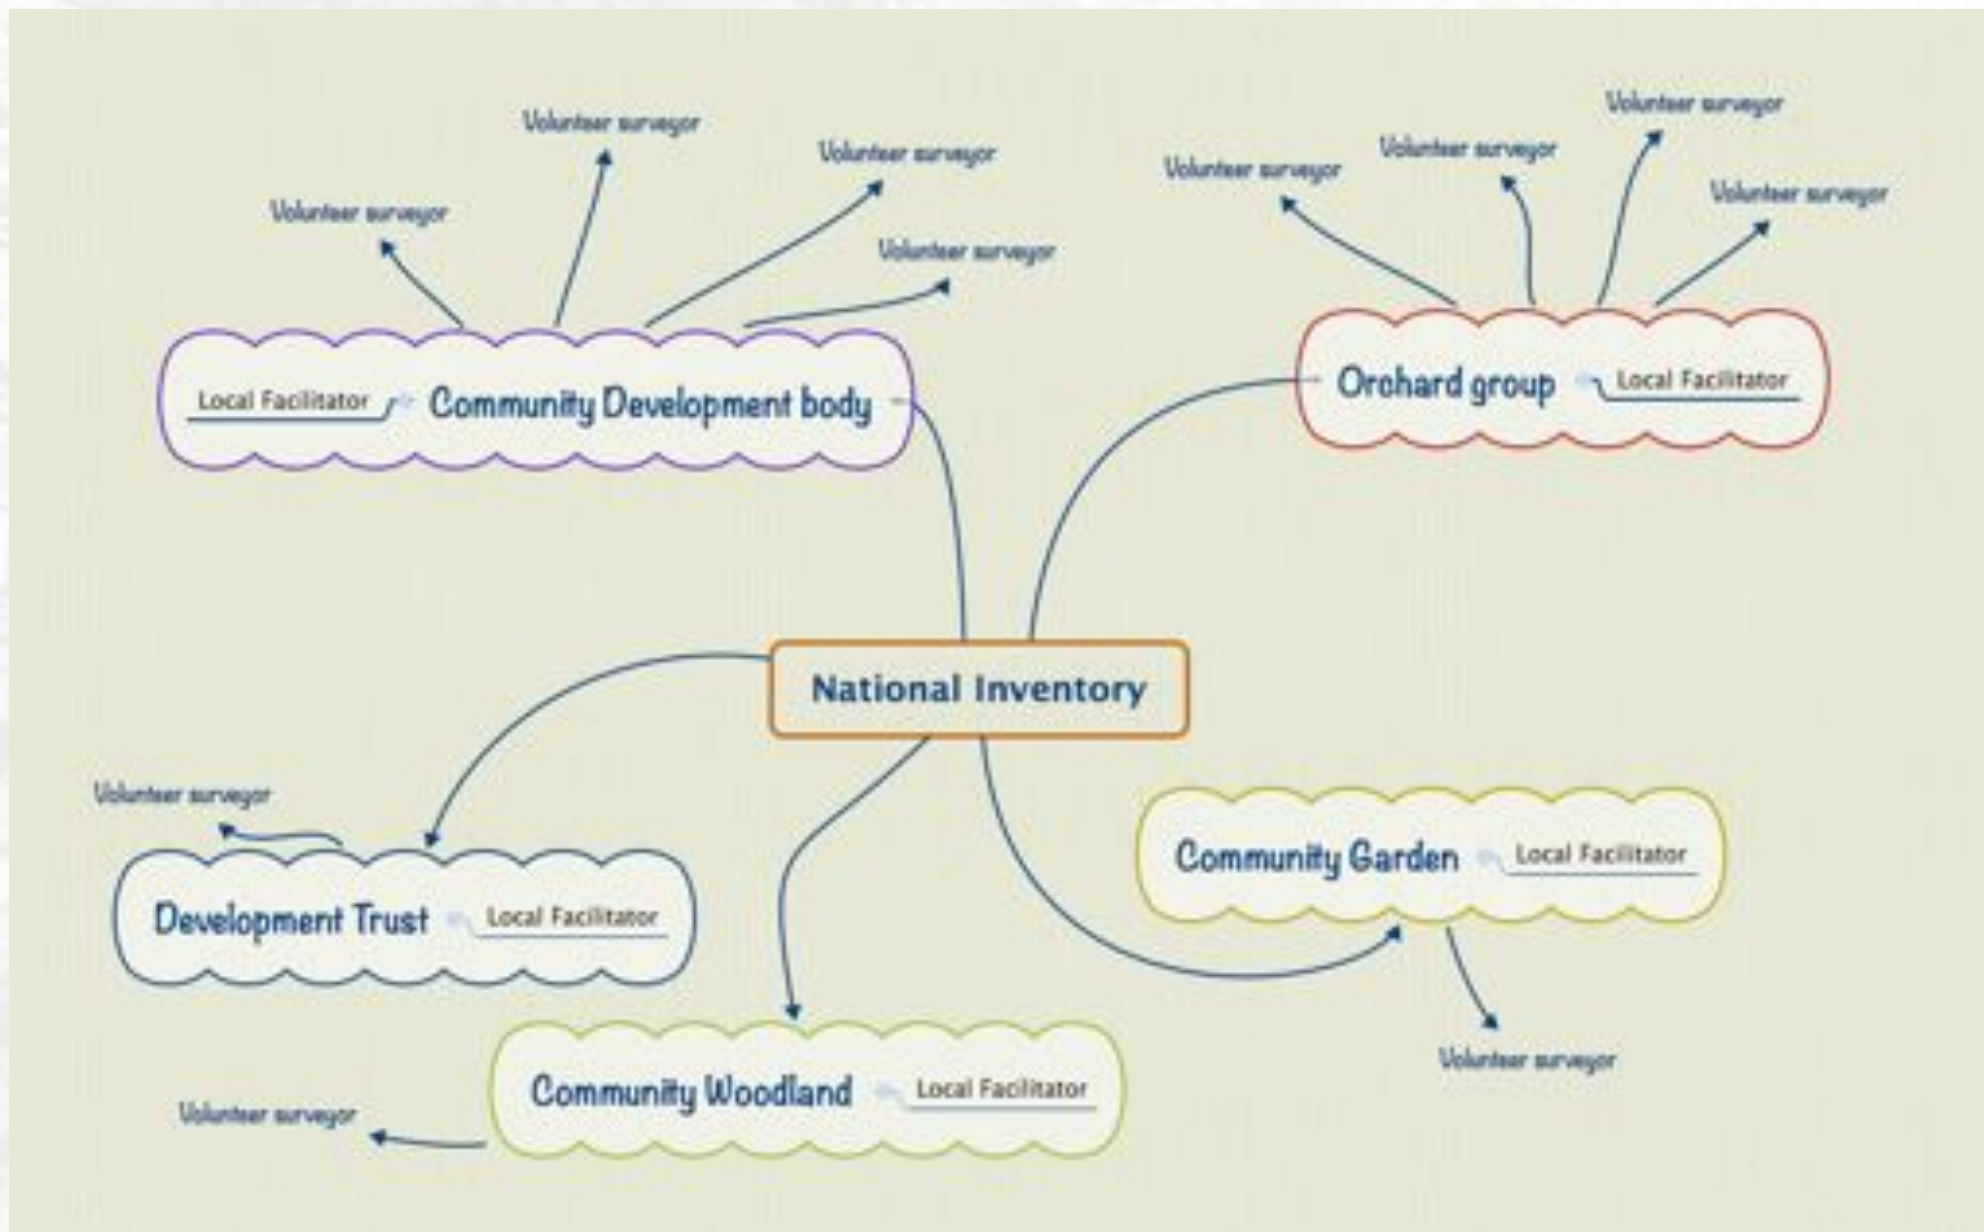 Volunteer surveyor
Volunteer surveyor
Volunteer surveyor
Volunteer surveyor
Volunteer surveyor
Volunteer surveyor
Volunteer surveyor
Volunteer surveyor
Local Facilitator
Community Development body
Orchard group
Local Facilitator
National Inventory
Volunteer surveyor
Development Trust
Local Facilitator
Community Garden
Local Facilitator
Volunteer surveyor
Community Woodland
Local Facilitator
Volunteer surveyor